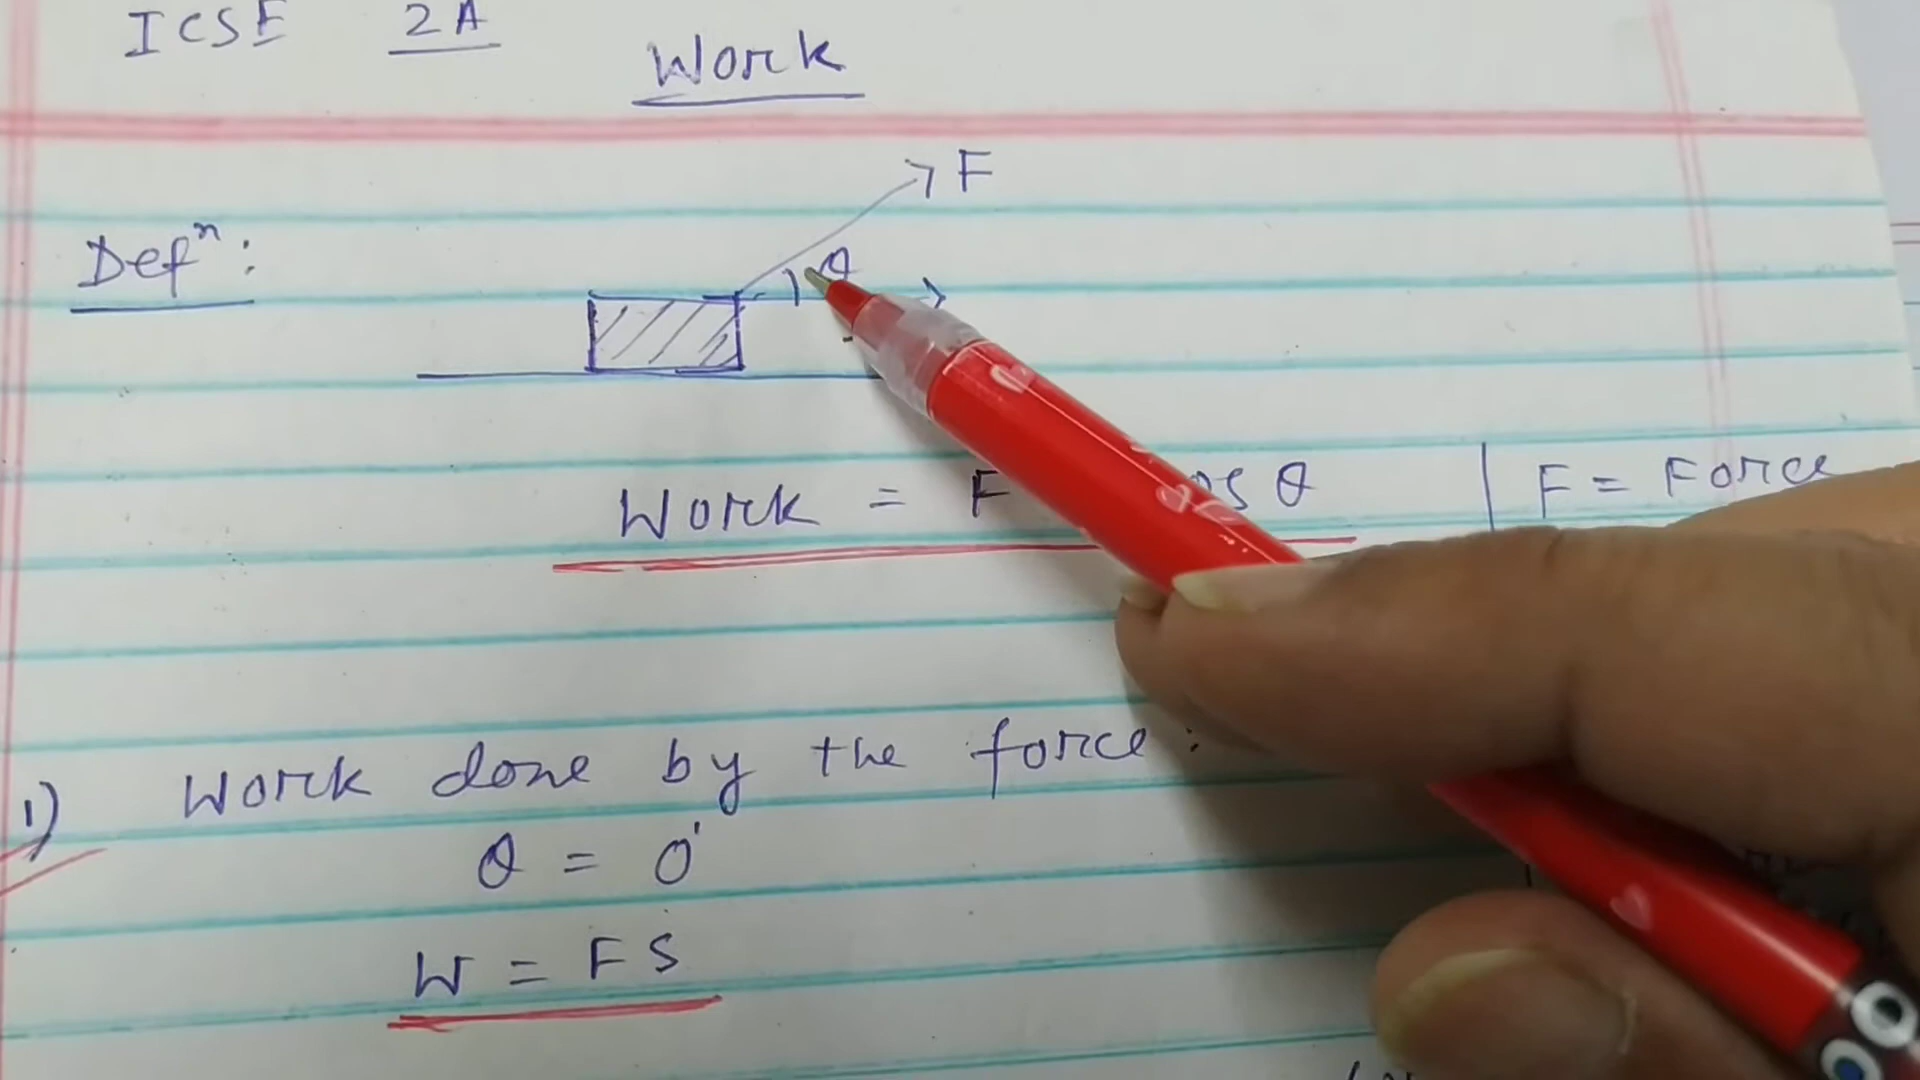 ICSE 2A
Work
F
Defⁿ:
θ
Work = F θ
F = Force
1) Work done by the force:
θ = 0°
W = FS